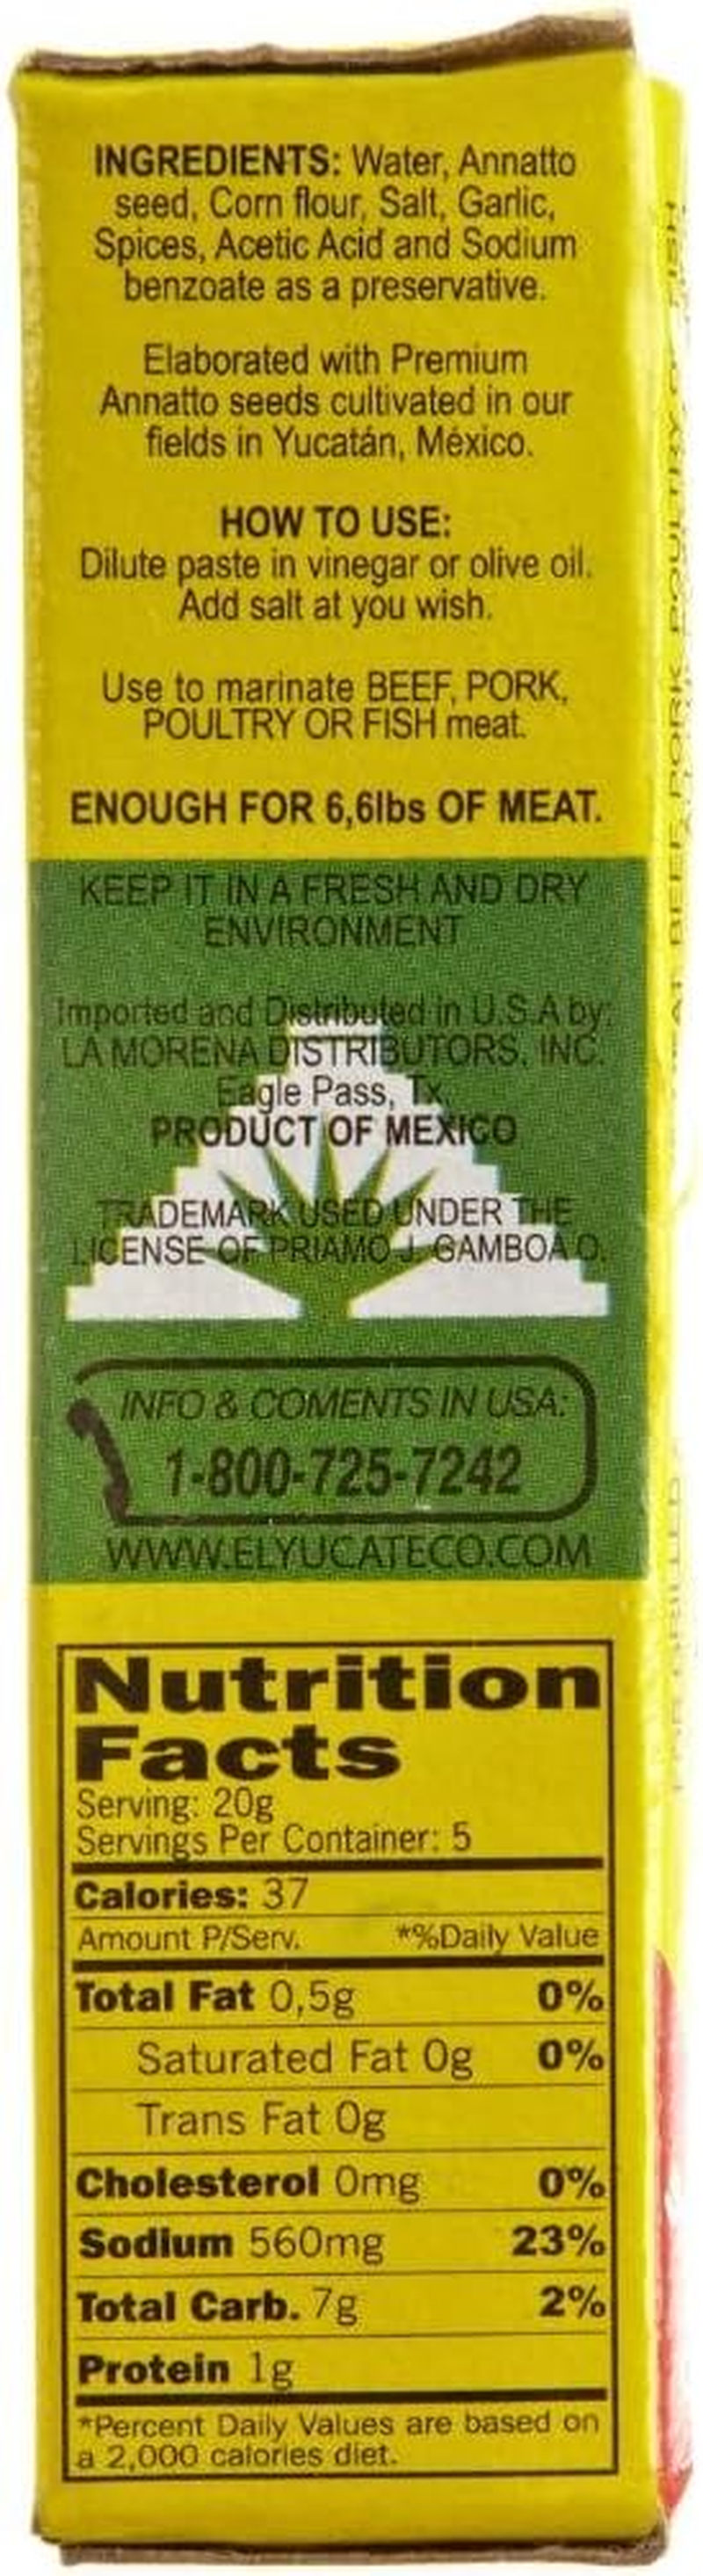 INGREDIENTS: Water, Annatto
seed, Corn flour, Salt, Garlic,
Spices, Acetic Acid and Sodium
benzoate as a preservative.
Elaborated with Premium
Annatto seeds cultivated in our
fields in Yucatán, México.
HOW TO USE:
Dilute paste in vinegar or olive oil.
Add salt at you wish.
Use to marinate BEEF, PORK,
POULTRY OR FISH meat.
ENOUGH FOR 6,6lbs OF MEAT.
KEEP IT IN A FRESH AND DRY
ENVIRONMENT
Imported and Distributed in U.S.A by:
LA MORENA DISTRIBUTORS, INC.
Eagle Pass, Tx.
PRODUCT OF MEXICO
TRADEMARK USED UNDER THE
LICENSE OF PRIAMO J. GAMBOA O.
INFO & COMENTS IN USA:
1-800-725-7242
WWW.ELYUCATECO.COM
Nutrition
Facts
Serving: 20g
Servings Per Container: 5
Calories: 37
Amount P/Serv. *%Daily Value
Total Fat 0,5g 0%
Saturated Fat 0g 0%
Trans Fat 0g
Cholesterol 0mg 0%
Sodium 560mg 23%
Total Carb. 7g 2%
Protein 1g
*Percent Daily Values are based on
a 2,000 calories diet.
BEEF, PORK, POULTRY, O FISH